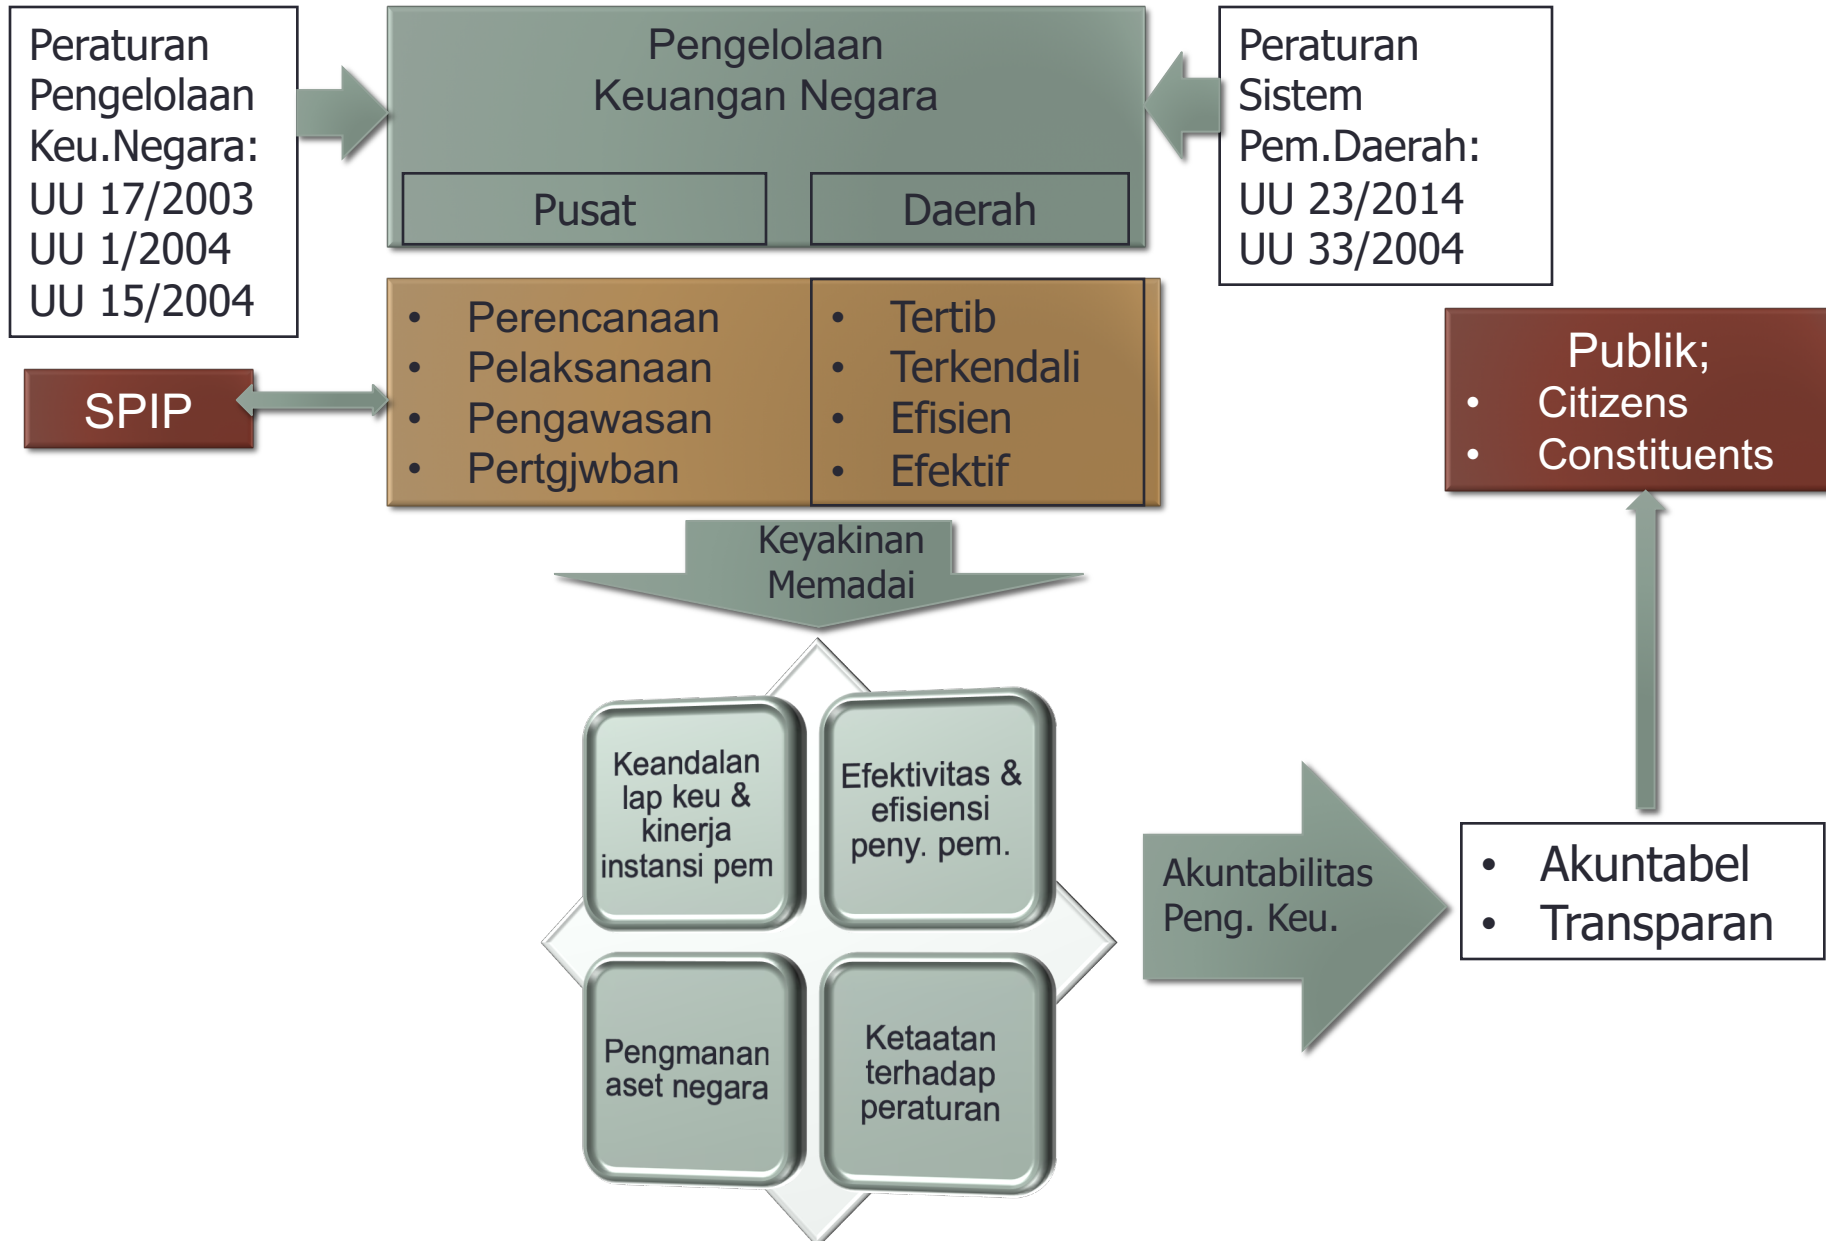 Peraturan
Pengelolaan
Keu.Negara:
UU 17/2003
UU 1/2004
UU 15/2004
Pengelolaan
Keuangan Negara
Pusat
Daerah
Peraturan
Sistem
Pem.Daerah:
UU 23/2014
UU 33/2004
SPIP
• Perencanaan
• Pelaksanaan
• Pengawasan
• Pertgjwban
• Tertib
• Terkendali
• Efisien
• Efektif
Publik;
• Citizens
• Constituents
Keyakinan
Memadai
Keandalan
lap keu &
kinerja
instansi pem
Efektivitas &
efisiensi
peny. pem.
Pengmanan
aset negara
Ketaatan
terhadap
peraturan
Akuntabilitas
Peng. Keu.
• Akuntabel
• Transparan